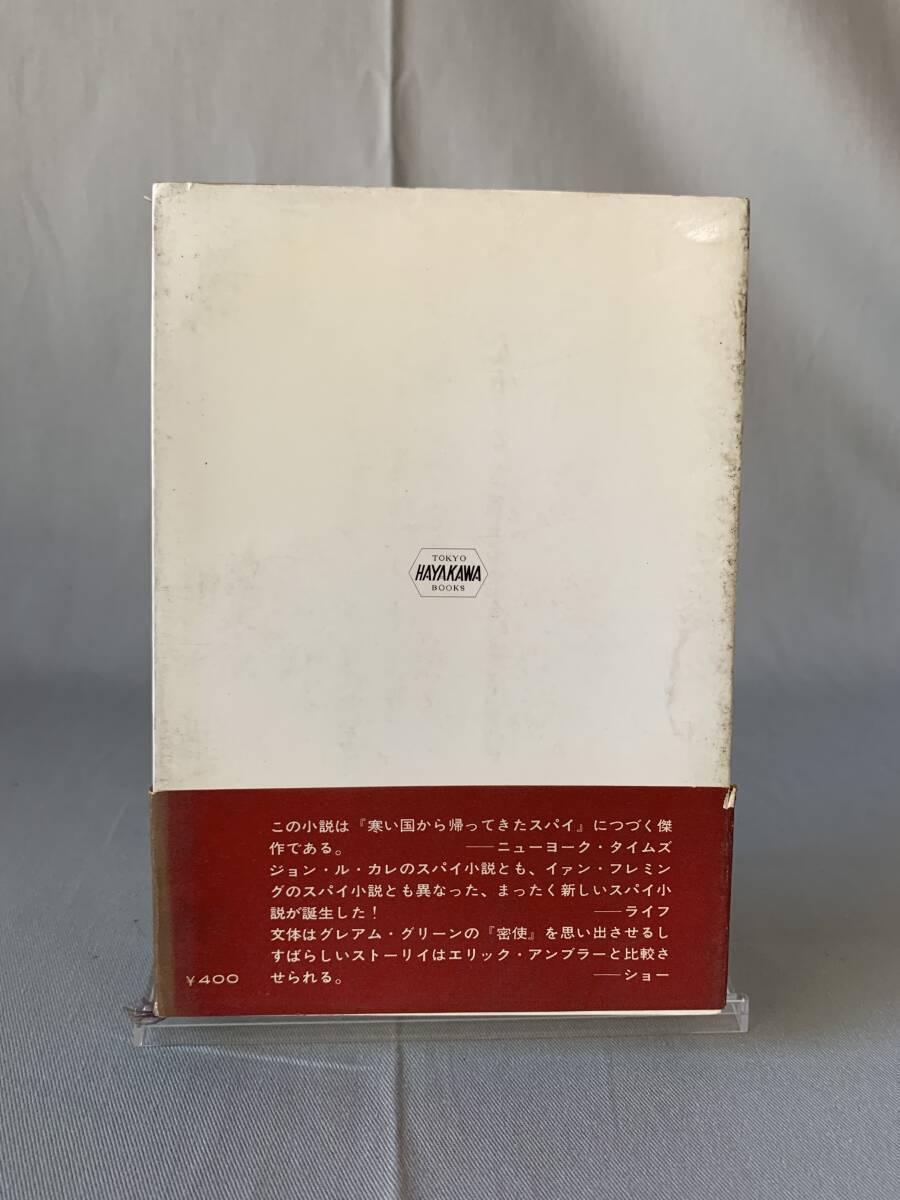 TOKYO
HAYAKAWA
BOOKS
この小説は『寒い国から帰ってきたスパイ』につづく傑
作である。 ──ニューヨーク・タイムズ
ジョン・ル・カレのスパイ小説とも、イアン・フレミン
グのスパイ小説とも異なった、まったく新しいスパイ小
説が誕生した! ──ライフ
文体はグレアム・グリーンの『密使』を思い出させるし
すばらしいストーリイはエリック・アンブラーと比較さ
せられる。 ──ショー
¥400